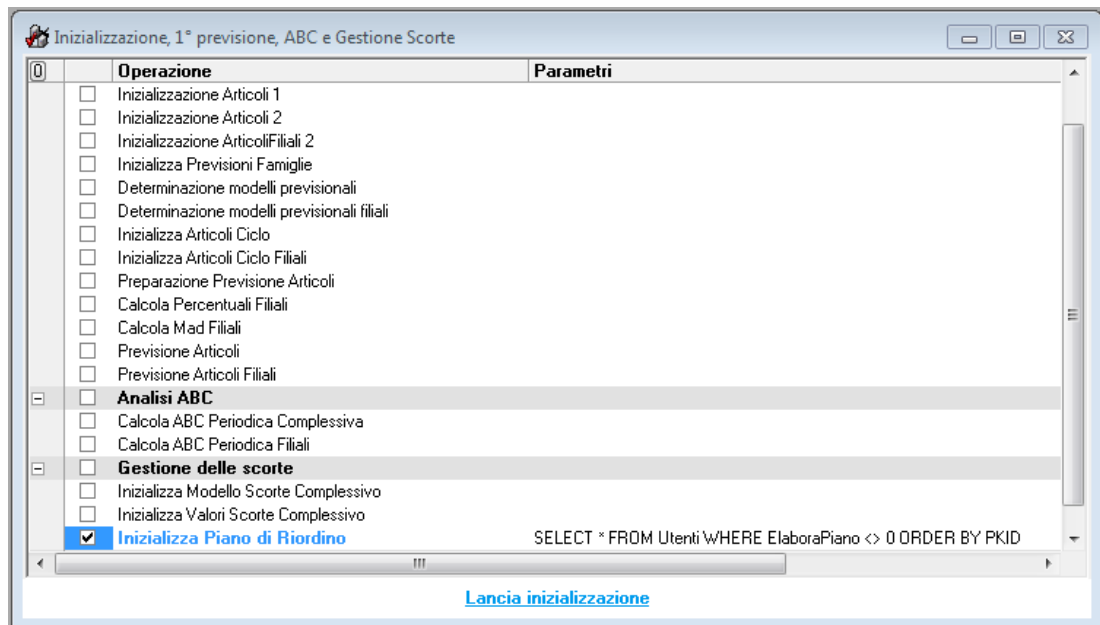 Inizializzazione, 1° previsione, ABC e Gestione Scorte
0 Operazione Parametri
Inizializzazione Articoli 1
Inizializzazione Articoli 2
Inizializzazione ArticoliFiliali 2
Inizializza Previsioni Famiglie
Determinazione modelli previsionali
Determinazione modelli previsionali filiali
Inizializza Articoli Ciclo
Inizializza Articoli Ciclo Filiali
Preparazione Previsione Articoli
Calcola Percentuali Filiali
Calcola Mad Filiali
Previsione Articoli
Previsione Articoli Filiali
Analisi ABC
Calcola ABC Periodica Complessiva
Calcola ABC Periodica Filiali
Gestione delle scorte
Inizializza Modello Scorte Complessivo
Inizializza Valori Scorte Complessivo
Inizializza Piano di Riordino SELECT * FROM Utenti WHERE ElaboraPiano <> 0 ORDER BY PKID
Lancia inizializzazione